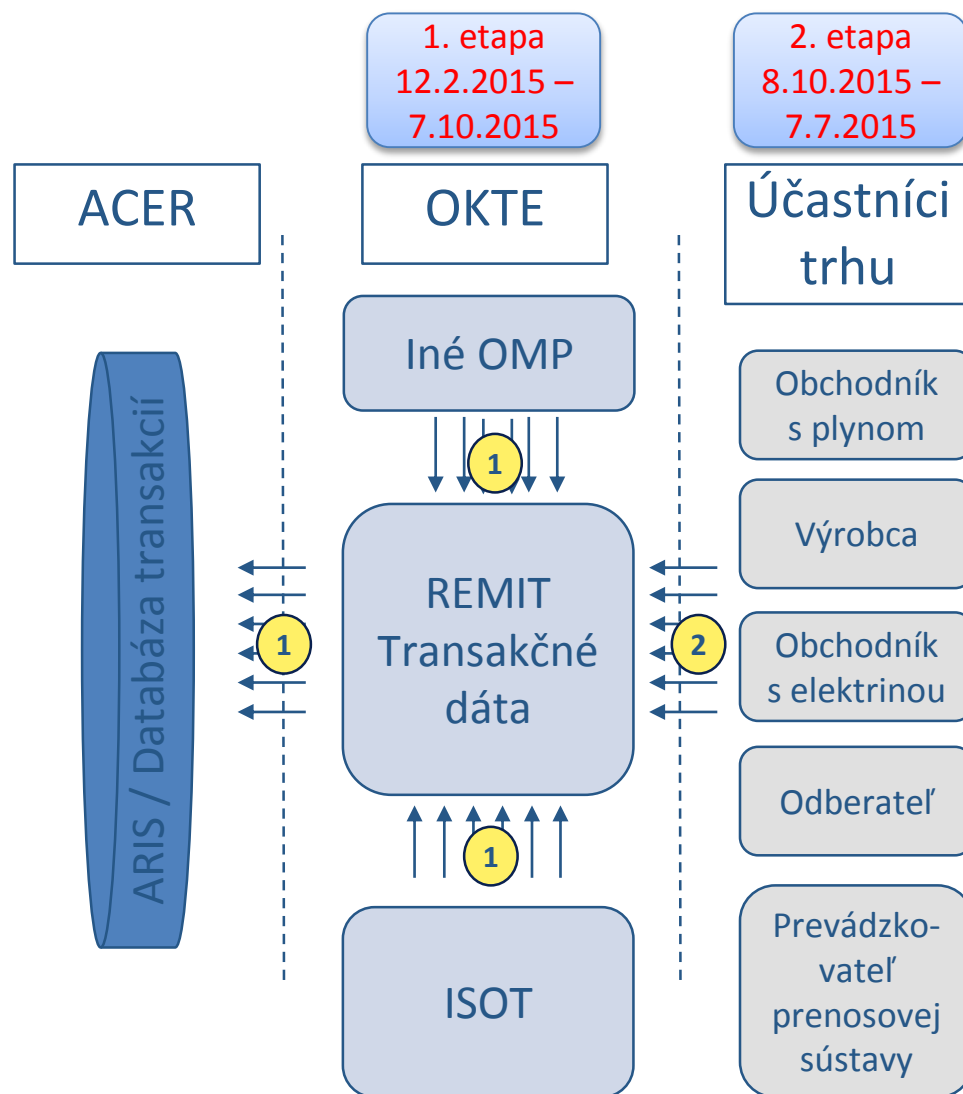 1. etapa
12.2.2015 –
7.10.2015
2. etapa
8.10.2015 –
7.7.2015
ACER
OKTE
Účastníci
trhu
Iné OMP
1
REMIT
Transakčné
dáta
1
ISOT
ARIS / Databáza transakcií
1
2
Obchodník
s plynom
Výrobca
Obchodník
s elektrinou
Odberateľ
Prevádzko-
vateľ
prenosovej
sústavy